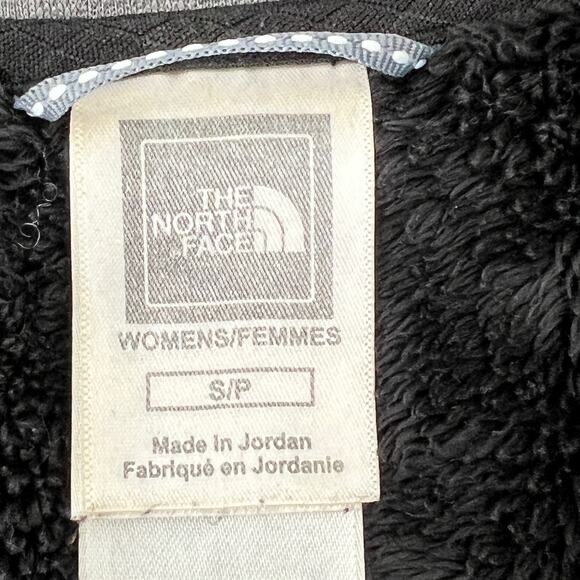 THE
NORTH
FACE
WOMENS/FEMMES
S/P
Made in Jordan
Fabriqué en Jordanie